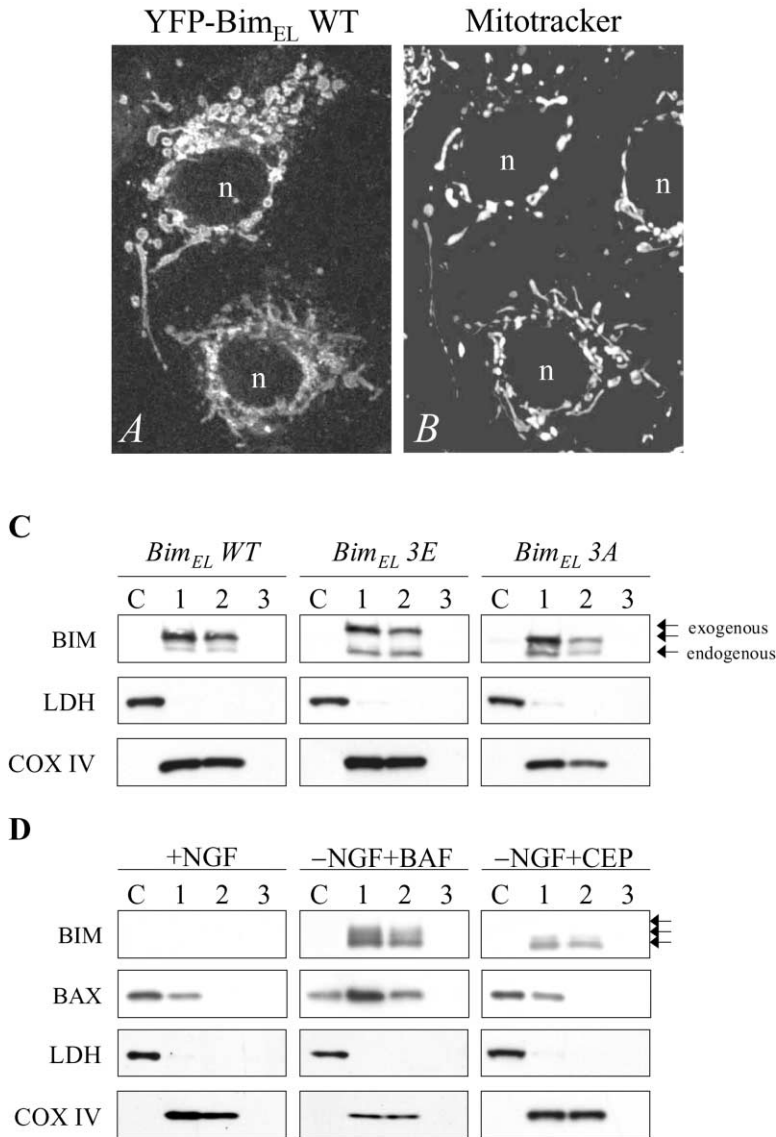 YFP-BimEL WT Mitotracker
n n n
n n
A B
C
BimEL WT BimEL 3E BimEL 3A
C 1 2 3 C 1 2 3 C 1 2 3
BIM exogenous
endogenous
LDH
COX IV
D
+NGF −NGF+BAF −NGF+CEP
C 1 2 3 C 1 2 3 C 1 2 3
BIM
BAX
LDH
COX IV